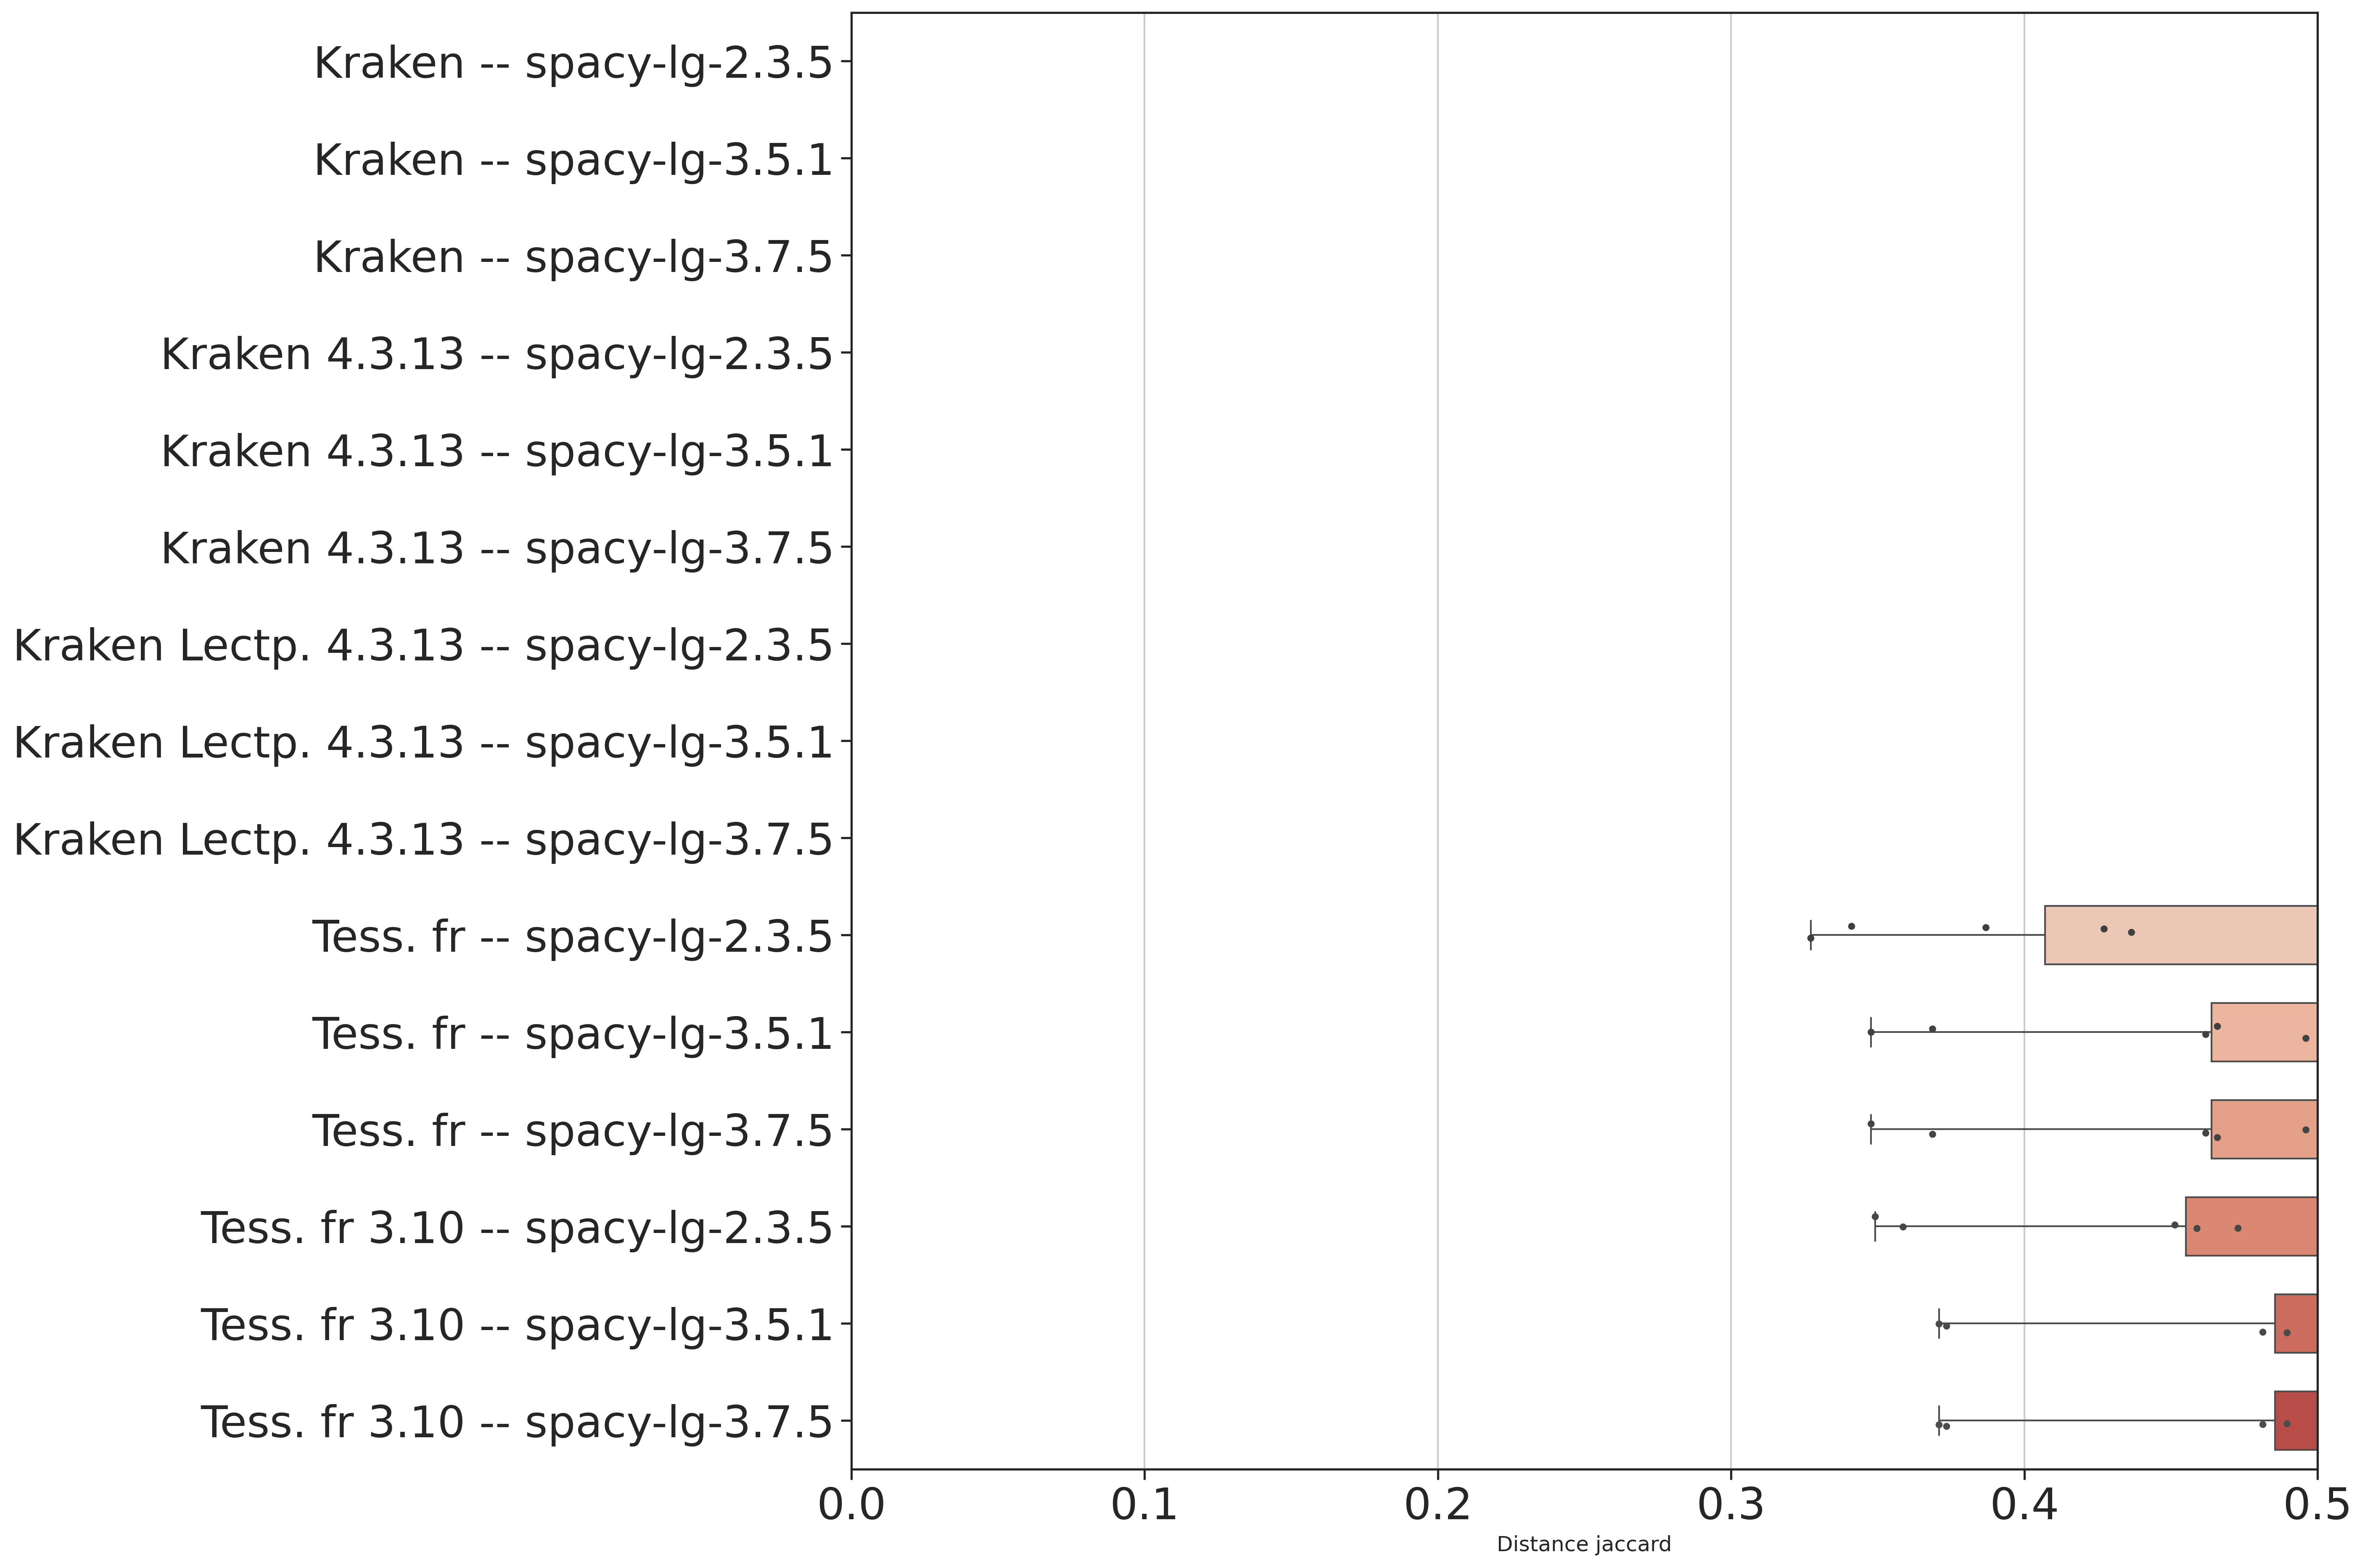 Kraken -- spacy-lg-2.3.5
Kraken -- spacy-lg-3.5.1
Kraken -- spacy-lg-3.7.5
Kraken 4.3.13 -- spacy-lg-2.3.5
Kraken 4.3.13 -- spacy-lg-3.5.1
Kraken 4.3.13 -- spacy-lg-3.7.5
Kraken Lectp. 4.3.13 -- spacy-lg-2.3.5
Kraken Lectp. 4.3.13 -- spacy-lg-3.5.1
Kraken Lectp. 4.3.13 -- spacy-lg-3.7.5
Tess. fr -- spacy-lg-2.3.5
Tess. fr -- spacy-lg-3.5.1
Tess. fr -- spacy-lg-3.7.5
Tess. fr 3.10 -- spacy-lg-2.3.5
Tess. fr 3.10 -- spacy-lg-3.5.1
Tess. fr 3.10 -- spacy-lg-3.7.5
0.0 0.1 0.2 0.3 0.4 0.5
Distance jaccard